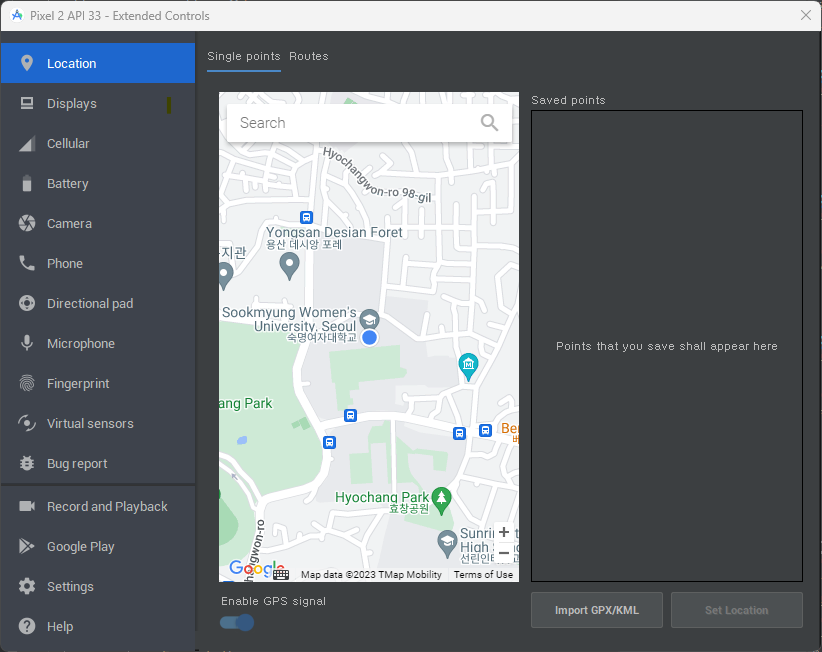 Pixel 2 API 33 - Extended Controls
Location
Displays
Cellular
Battery
Camera
Phone
Directional pad
Microphone
Fingerprint
Virtual sensors
Bug report
Record and Playback
Google Play
Settings
Help
Single points
Routes
Search
Hyochangwon-ro 98-gil
Yongsan Desian Foret
용산 데시앙 포레
지관
Sookmyung Women's
University, Seoul
숙명여자대학교
ang Park
Ber
Hyochang Park
효창공원
Sunrin
High
선린인터
Google
Map data ©2023 TMap Mobility
Terms of Use
Enable GPS signal
Saved points
Points that you save shall appear here
Import GPX/KML
Set Location